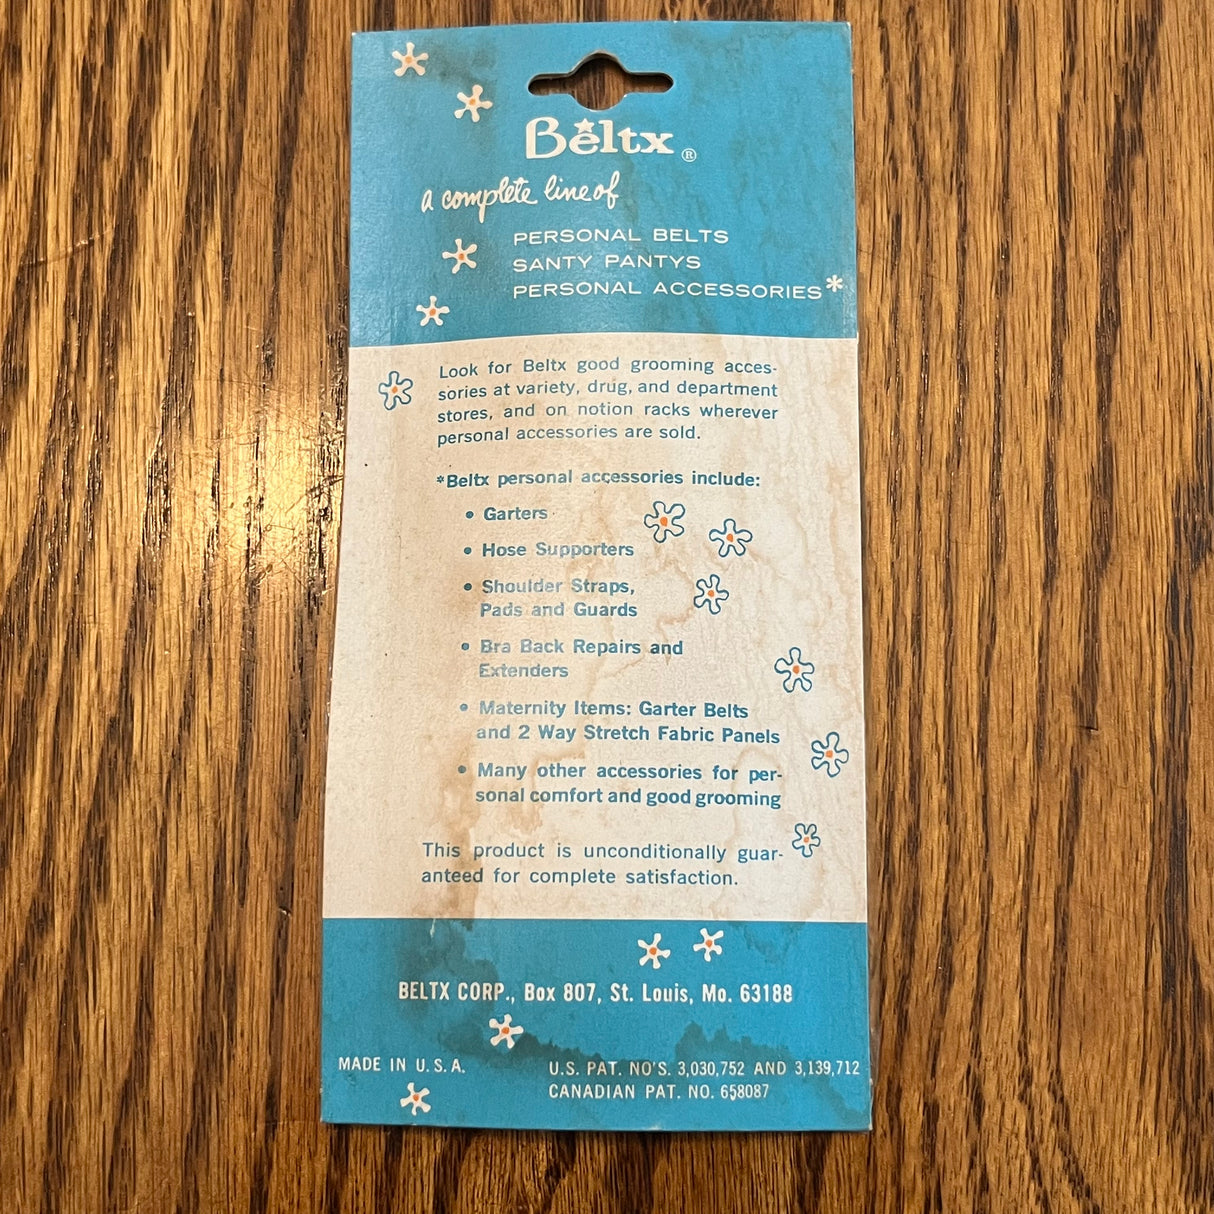 Beltx ®
a complete line of
PERSONAL BELTS
SANTY PANTYS
PERSONAL ACCESSORIES*
Look for Beltx good grooming acces-
sories at variety, drug, and department
stores, and on notion racks wherever
personal accessories are sold.
*Beltx personal accessories include:
• Garters
• Hose Supporters
• Shoulder Straps,
Pads and Guards
• Bra Back Repairs and
Extenders
• Maternity Items: Garter Belts
and 2 Way Stretch Fabric Panels
• Many other accessories for per-
sonal comfort and good grooming
This product is unconditionally guar-
anteed for complete satisfaction.
BELTX CORP., Box 807, St. Louis, Mo. 63188
MADE IN U.S.A.
U.S. PAT. NO'S. 3,030,752 AND 3,139,712
CANADIAN PAT. NO. 658087